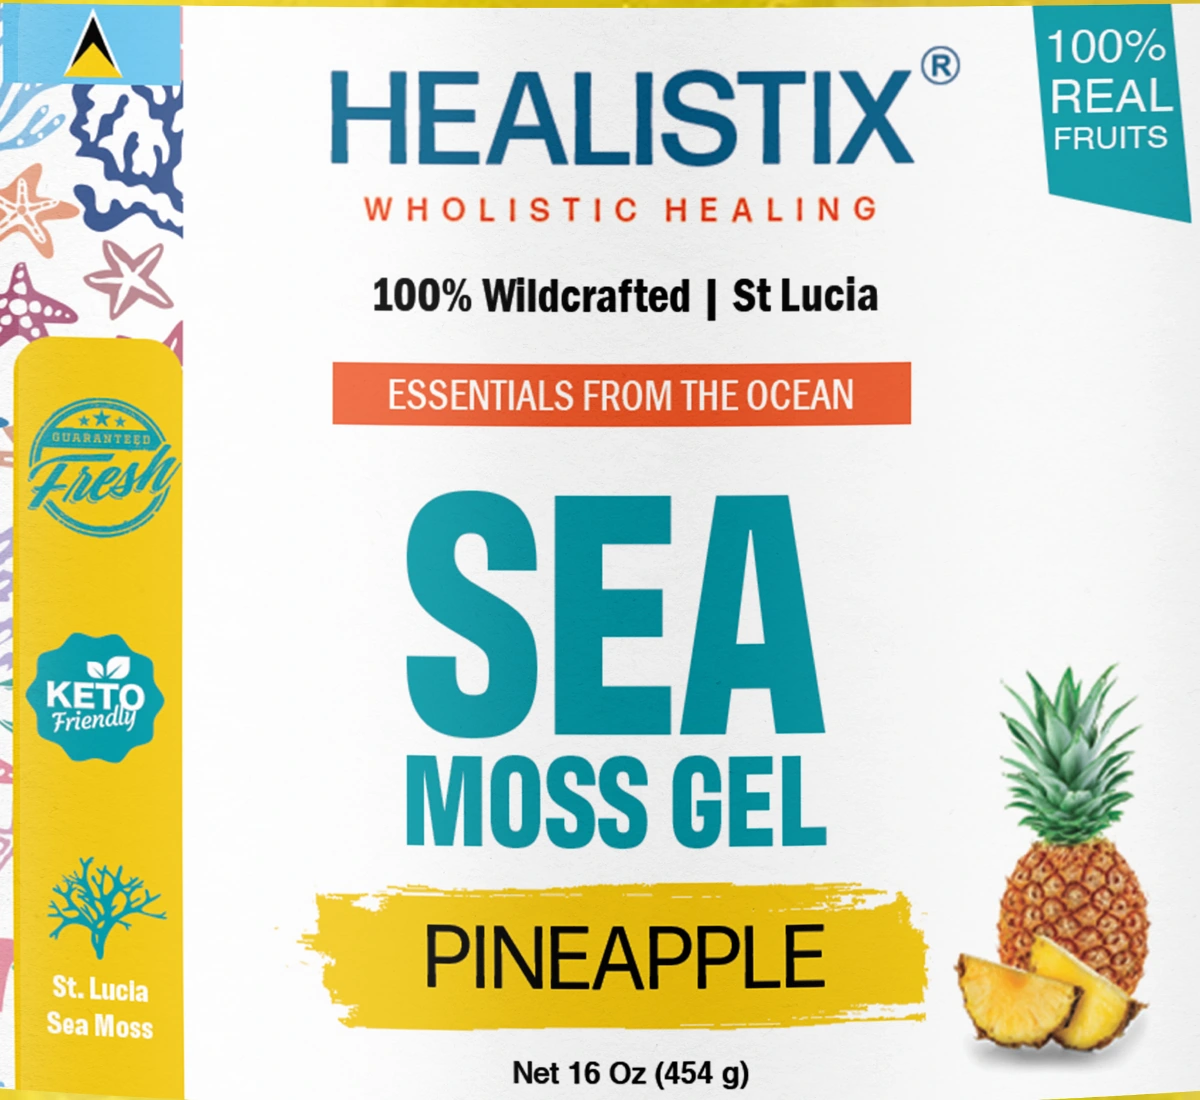 HEALISTIX®
WHOLISTIC HEALING
100% Wildcrafted | St Lucia
ESSENTIALS FROM THE OCEAN
SEA
MOSS GEL
PINEAPPLE
Net 16 Oz (454 g)
100%
REAL
FRUITS
GUARANTEED
Fresh
KETO
Friendly
St. Lucia
Sea Moss